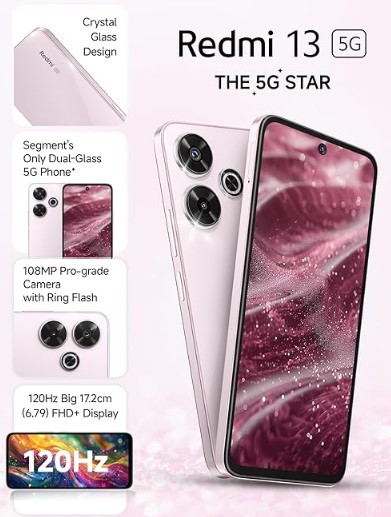 Crystal
Glass
Design
Redmi 13 5G
THE 5G STAR
Redmi
Segment's
Only Dual-Glass
5G Phone*
108MP Pro-grade
Camera
with Ring Flash
120Hz Big 17.2cm
(6.79) FHD+ Display
120Hz